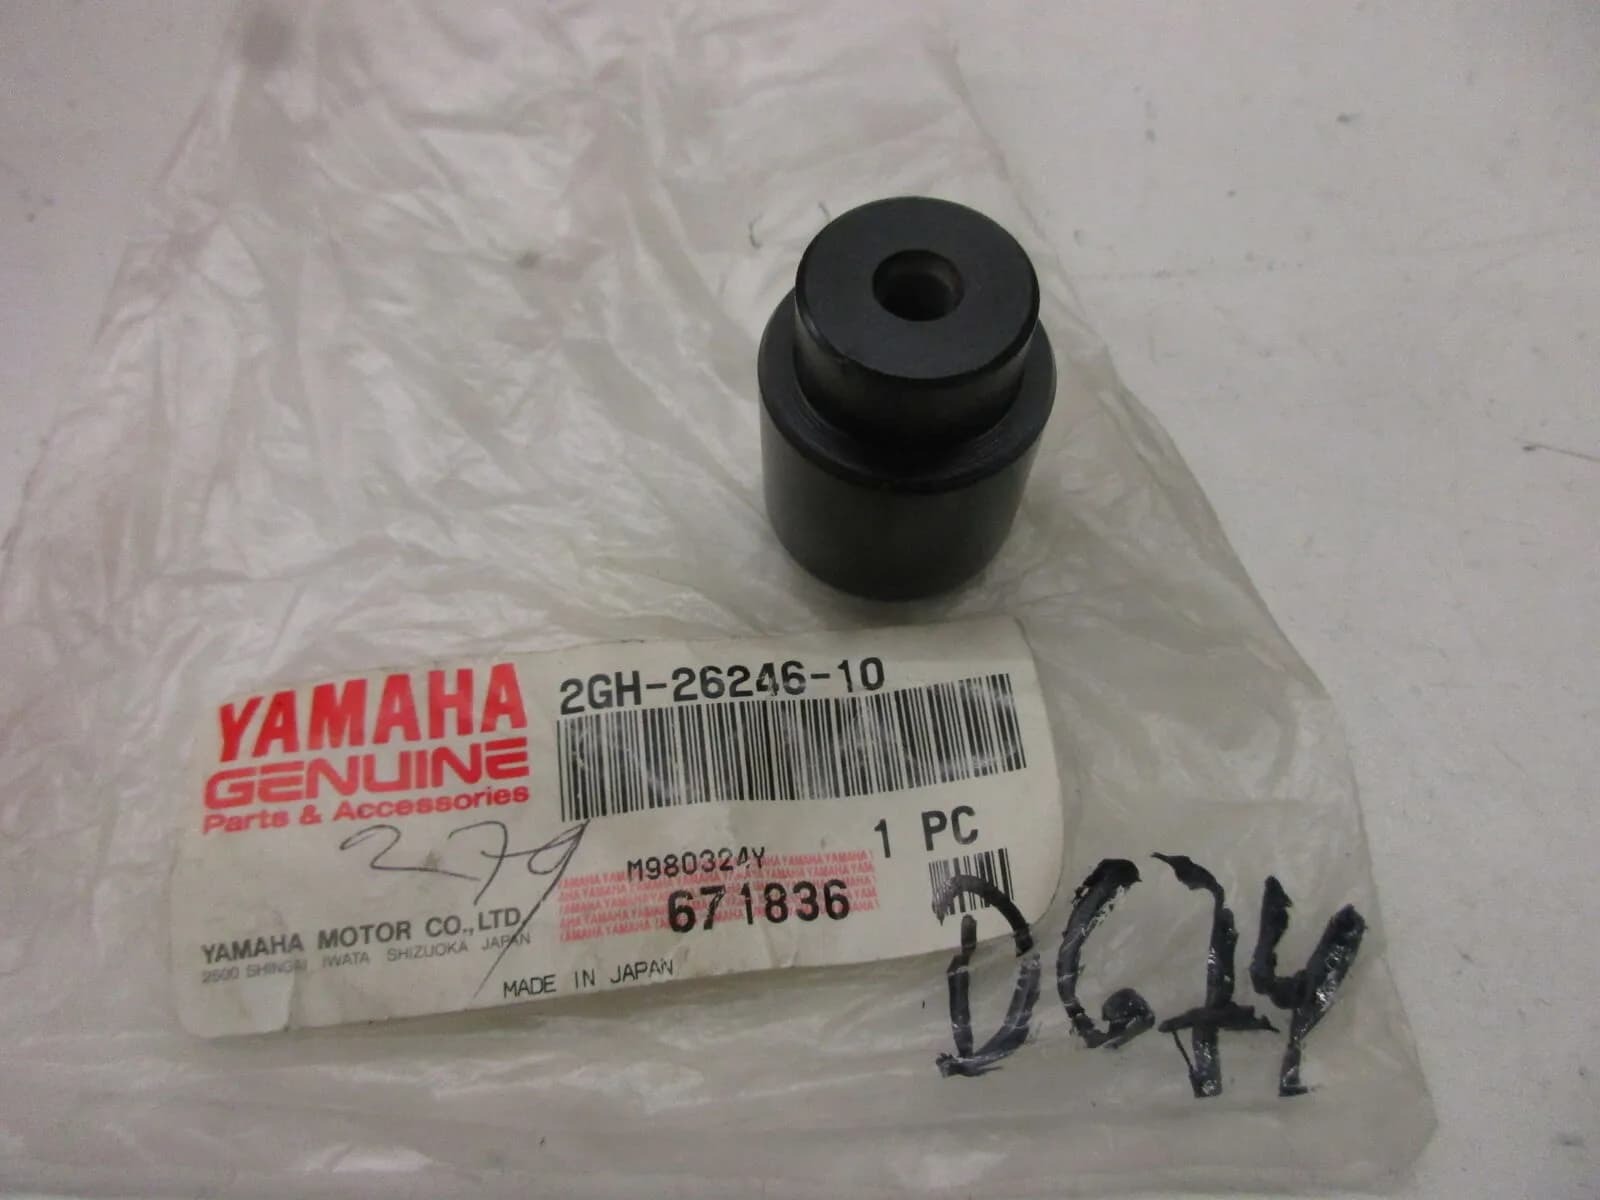 2GH-26246-10
YAMAHA
GENUINE
Parts & Accessories
279
1 PC
M980324Y
671836
YAMAHA MOTOR CO.,LTD.
2500 SHINGAI IWATA SHIZUOKA JAPAN
MADE IN JAPAN
DG74